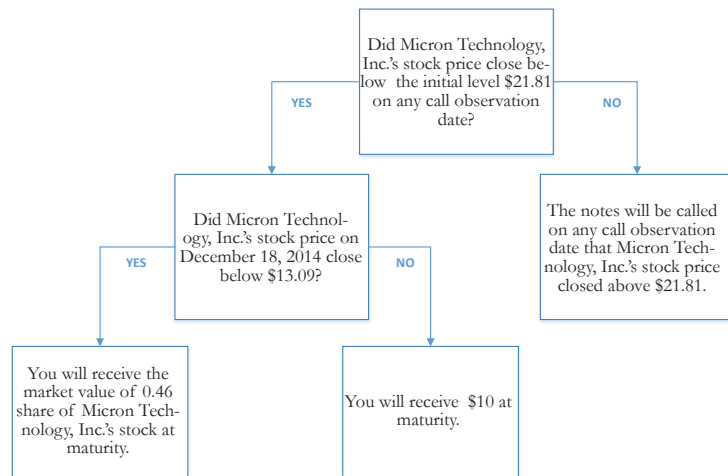 Did Micron Technology,
Inc.'s stock price close be-
low the initial level $21.81
on any call observation
date?
YES
NO
Did Micron Technol-
ogy, Inc.'s stock price on
December 18, 2014 close
below $13.09?
The notes will be called
on any call observation
date that Micron Tech-
nology, Inc.'s stock price
closed above $21.81.
YES
NO
You will receive the
market value of 0.46
share of Micron Tech-
nology, Inc.'s stock at
maturity.
You will receive $10 at
maturity.